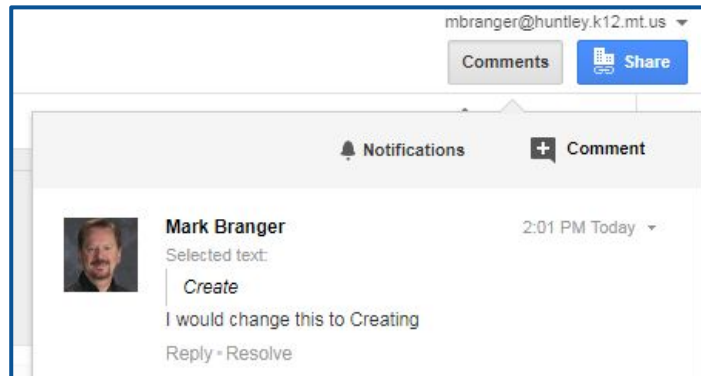 mbranger@huntley.k12.mt.us
Comments Share
Notifications Comment
Mark Branger 2:01 PM Today
Selected text:
Create
I would change this to Creating
Reply • Resolve